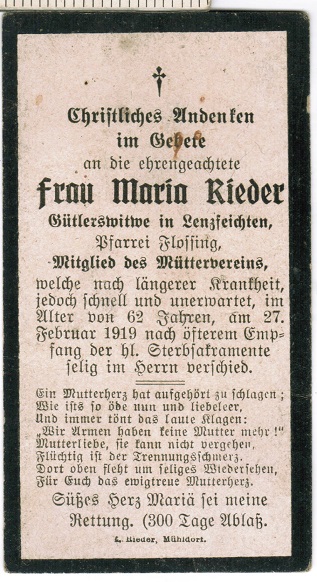 Christliches Andenken
im Gebete
an die ehrengeachtete
Frau Maria Rieder
Gütlerswitwe in Lenzfeichten,
Pfarrei Flossing,
Mitglied des Müttervereins,
welche nach längerer Krankheit,
jedoch schnell und unerwartet, im
Alter von 62 Jahren, am 27.
Februar 1919 nach öfterem Emp-
fang der hl. Sterbsakramente
selig im Herrn verschied.
Ein Mutterherz hat aufgehört zu schlagen;
Wie ists so öde nun und liebeleer,
Und immer tönt das laute Klagen:
„Wir Armen haben keine Mutter mehr!"
Mutterliebe, sie kann nicht vergehen,
Flüchtig ist der Trennungsschmerz.
Dort oben fleht um seliges Wiedersehen,
Für Euch das ewigtreue Mutterherz.
Süßes Herz Mariä sei meine
Rettung. (300 Tage Ablaß.
Rieder, Mühldorf.